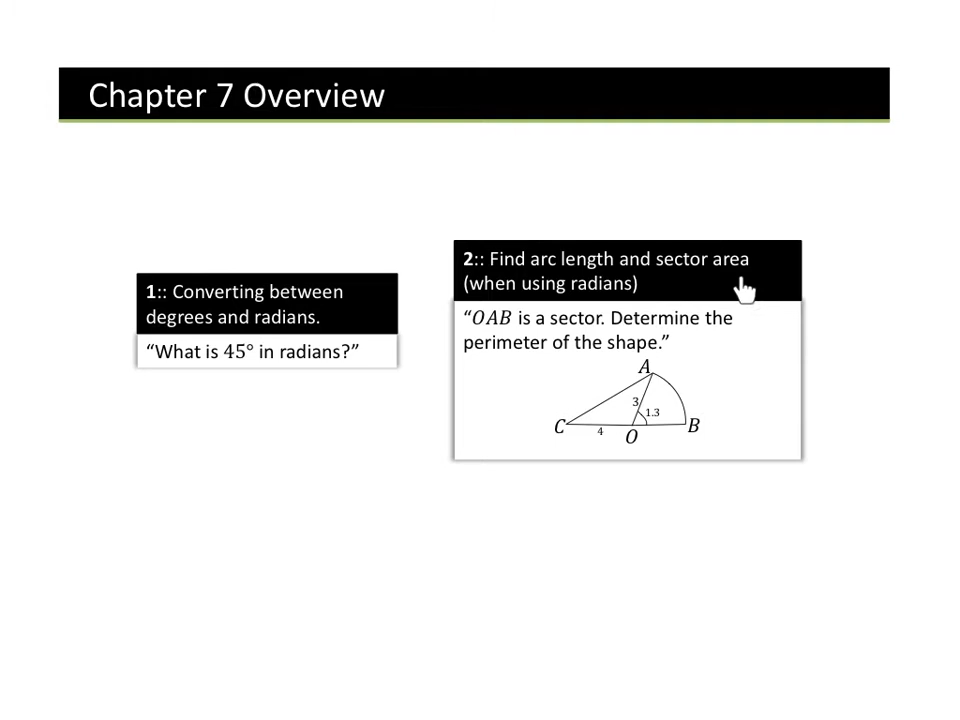 Chapter 7 Overview
1:: Converting between
degrees and radians.
“What is 45° in radians?”
2:: Find arc length and sector area
(when using radians)
“OAB is a sector. Determine the
perimeter of the shape.”
A
3
1.3
C
4
O
B